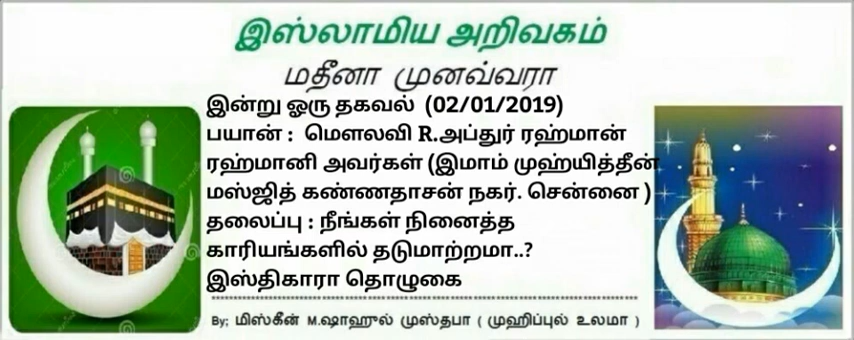 இஸ்லாமிய அறிவகம்
மதீனா முனவ்வரா
இன்று ஓரு தகவல் (02/01/2019)
பயான் : மௌலவி R.அப்துர் ரஹ்மான்
ரஹ்மானி அவர்கள் (இமாம் முஹ்யித்தீன்
மஸ்ஜித் கண்ணதாசன் நகர். சென்னை )
தலைப்பு : நீங்கள் நினைத்த
காரியங்களில் தடுமாற்றமா..?
இஸ்திகாரா தொழுகை
By; மிஸ்கீன் M.ஷாஹுல் முஸ்தபா ( முஹிப்புல் உலமா )